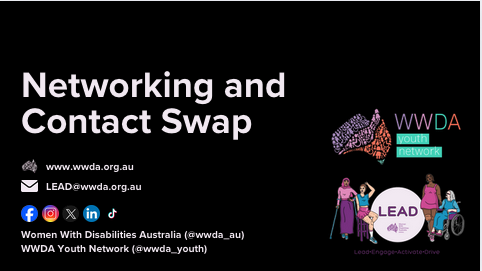 Networking and
Contact Swap
www.wwda.org.au
LEAD@wwda.org.au
Women With Disabilities Australia (@wwda_au)
WWDA Youth Network (@wwda_youth)
WWDA
youth
network
LEAD
Lead•Engage•Activate•Drive